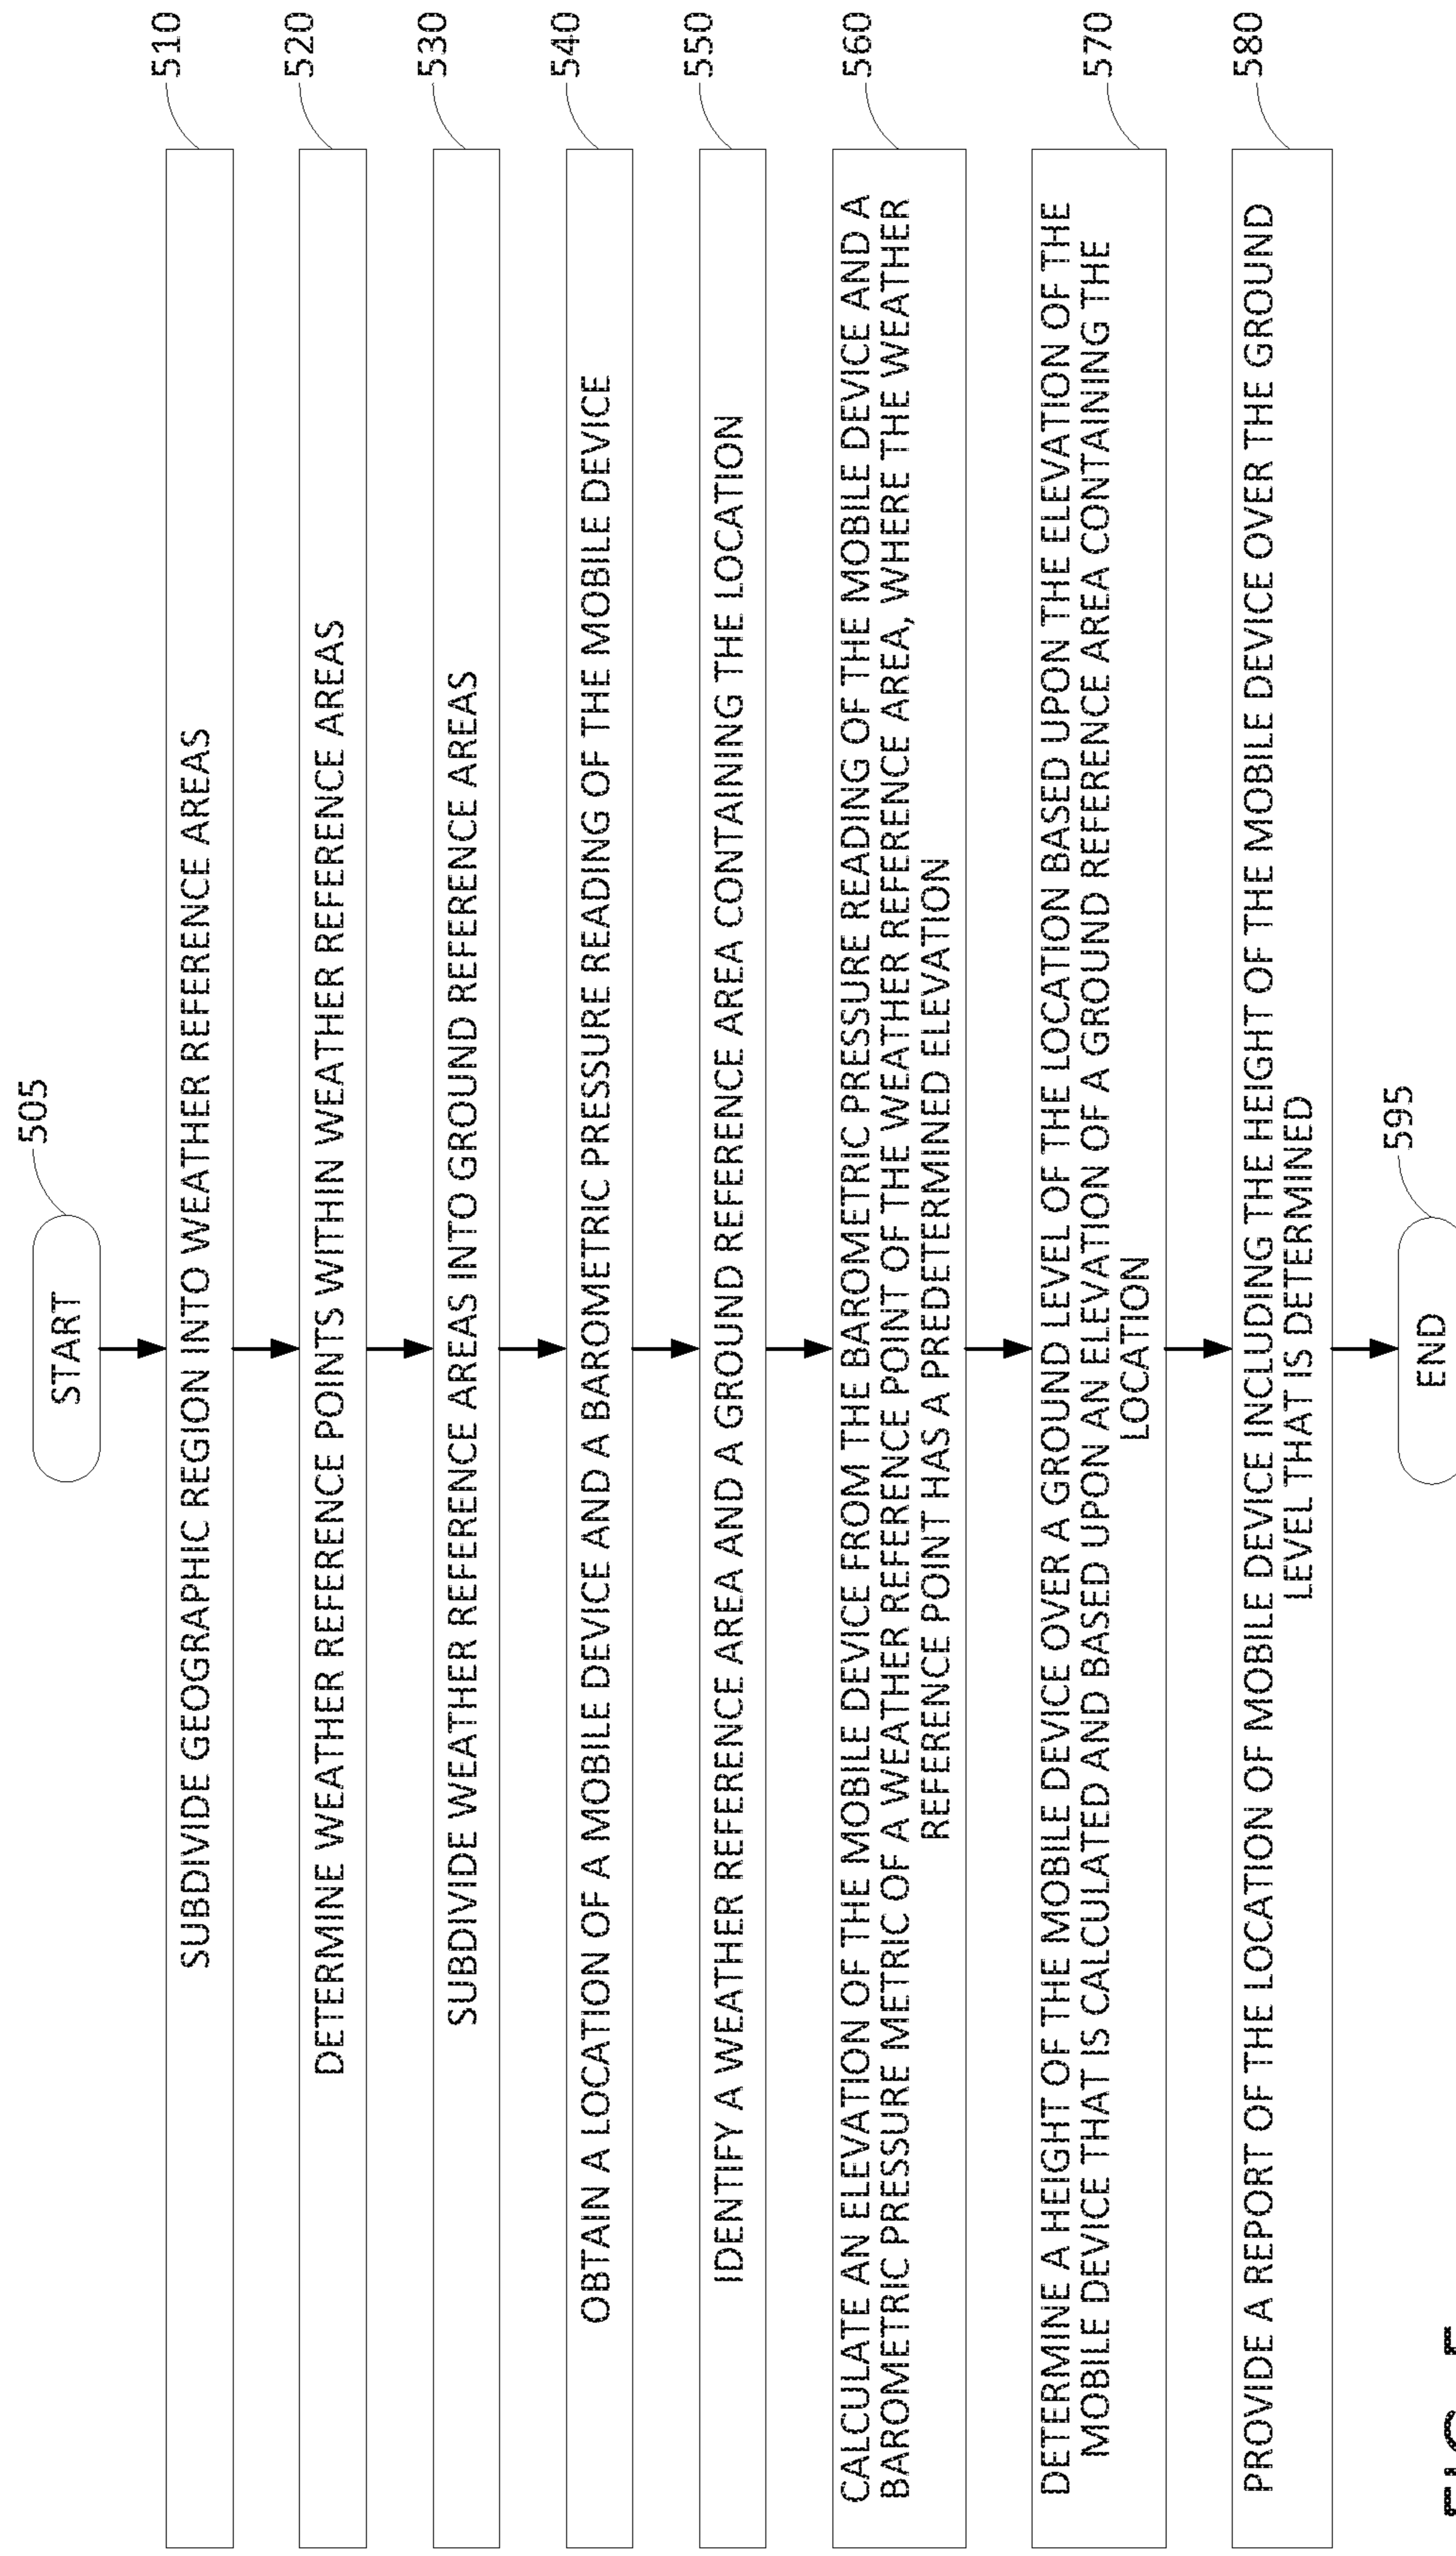 505
START
510
SUBDIVIDE GEOGRAPHIC REGION INTO WEATHER REFERENCE AREAS
520
DETERMINE WEATHER REFERENCE POINTS WITHIN WEATHER REFERENCE AREAS
530
SUBDIVIDE WEATHER REFERENCE AREAS INTO GROUND REFERENCE AREAS
540
OBTAIN A LOCATION OF A MOBILE DEVICE AND A BAROMETRIC PRESSURE READING OF THE MOBILE DEVICE
550
IDENTIFY A WEATHER REFERENCE AREA AND A GROUND REFERENCE AREA CONTAINING THE LOCATION
560
CALCULATE AN ELEVATION OF THE MOBILE DEVICE FROM THE BAROMETRIC PRESSURE READING OF THE MOBILE DEVICE AND A
BAROMETRIC PRESSURE METRIC OF A WEATHER REFERENCE POINT OF THE WEATHER REFERENCE AREA, WHERE THE WEATHER
REFERENCE POINT HAS A PREDETERMINED ELEVATION
570
DETERMINE A HEIGHT OF THE MOBILE DEVICE OVER A GROUND LEVEL OF THE LOCATION BASED UPON THE ELEVATION OF THE
MOBILE DEVICE THAT IS CALCULATED AND BASED UPON AN ELEVATION OF A GROUND REFERENCE AREA CONTAINING THE
LOCATION
580
PROVIDE A REPORT OF THE LOCATION OF MOBILE DEVICE INCLUDING THE HEIGHT OF THE MOBILE DEVICE OVER THE GROUND
LEVEL THAT IS DETERMINED
595
END